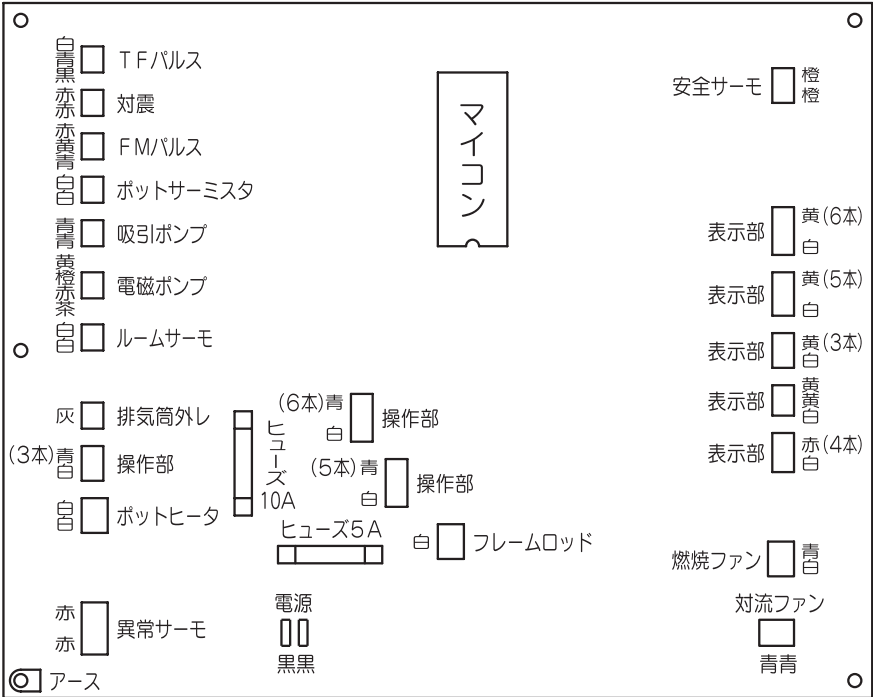 白青黒 TFパルス
赤赤 対震
赤黄青 FMパルス
白白 ポットサーミスタ
青青 吸引ポンプ
黄橙赤茶 電磁ポンプ
白白 ルームサーモ
灰 排気筒外レ
(3本)青白 操作部
白白 ポットヒータ
赤赤 異常サーモ
アース
マイコン
ヒューズ10A
(6本)青白 操作部
(5本)青白 操作部
ヒューズ5A
白 フレームロッド
電源
黒黒
安全サーモ 橙橙
表示部 黄(6本)白
表示部 黄(5本)白
表示部 黄(3本)白
表示部 黄黄白
表示部 赤(4本)白
燃焼ファン 青白
対流ファン
青青